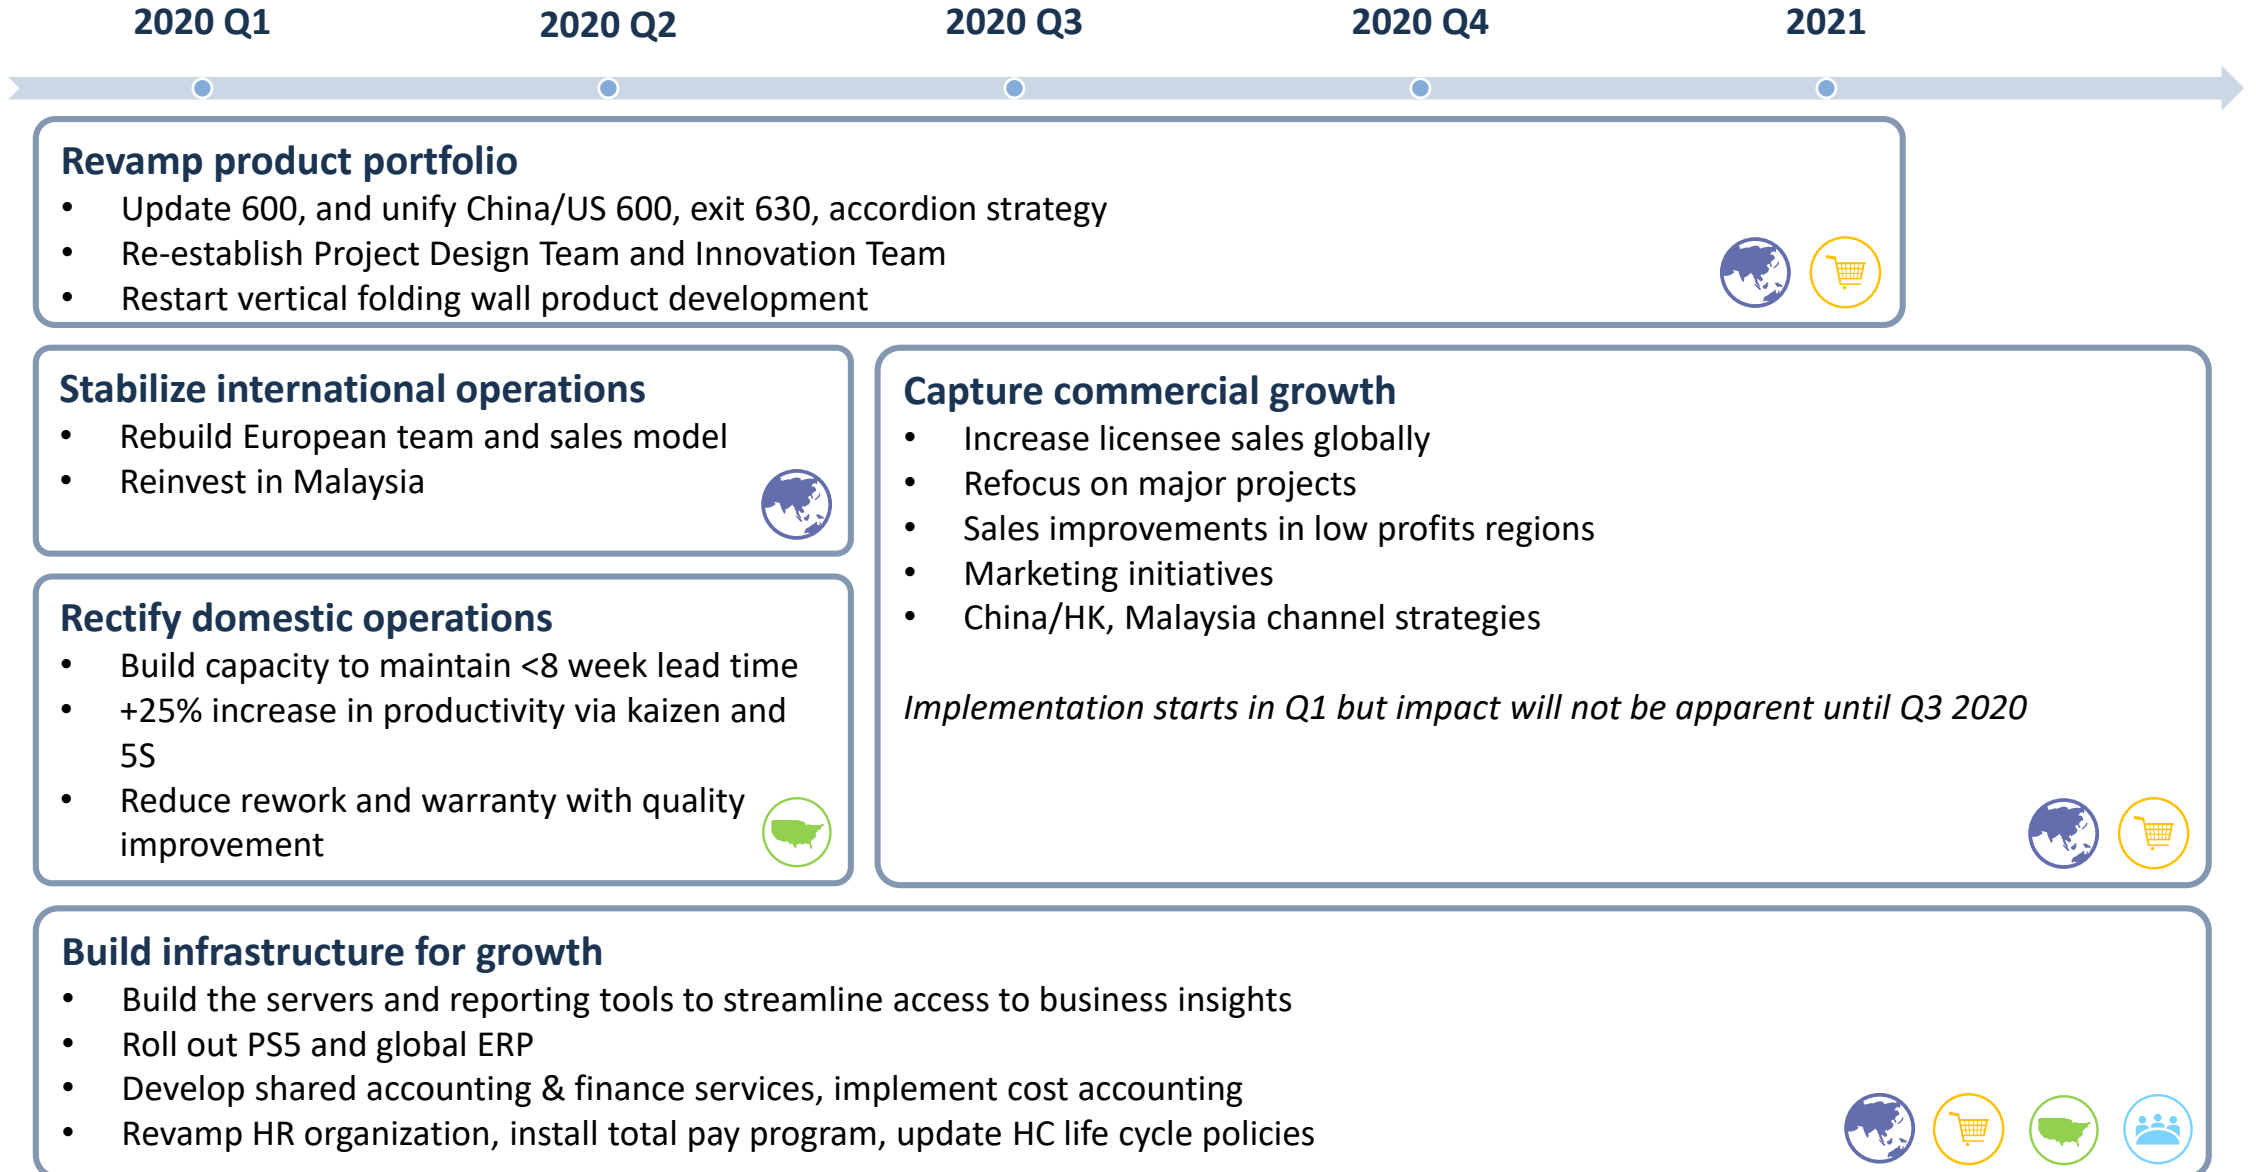 2020 Q1
2020 Q2
2020 Q3
2020 Q4
2021
Revamp product portfolio
• Update 600, and unify China/US 600, exit 630, accordion strategy
• Re-establish Project Design Team and Innovation Team
• Restart vertical folding wall product development
Stabilize international operations
• Rebuild European team and sales model
• Reinvest in Malaysia
Rectify domestic operations
• Build capacity to maintain <8 week lead time
• +25% increase in productivity via kaizen and
5S
• Reduce rework and warranty with quality
improvement
Capture commercial growth
• Increase licensee sales globally
• Refocus on major projects
• Sales improvements in low profits regions
• Marketing initiatives
• China/HK, Malaysia channel strategies
Implementation starts in Q1 but impact will not be apparent until Q3 2020
Build infrastructure for growth
• Build the servers and reporting tools to streamline access to business insights
• Roll out PS5 and global ERP
• Develop shared accounting & finance services, implement cost accounting
• Revamp HR organization, install total pay program, update HC life cycle policies